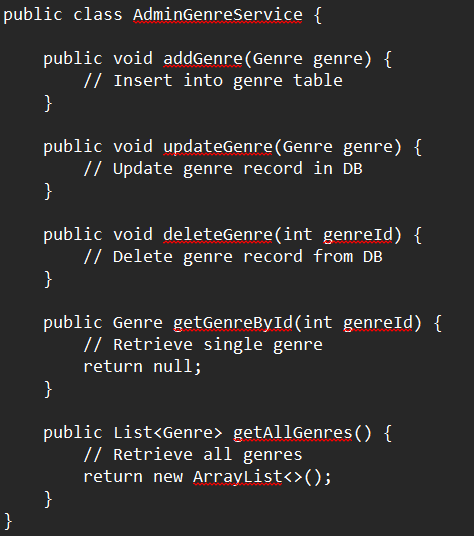 public class AdminGenreService {
public void addGenre(Genre genre) {
// Insert into genre table
}
public void updateGenre(Genre genre) {
// Update genre record in DB
}
public void deleteGenre(int genreId) {
// Delete genre record from DB
}
public Genre getGenreById(int genreId) {
// Retrieve single genre
return null;
}
public List<Genre> getAllGenres() {
// Retrieve all genres
return new ArrayList<>();
}
}